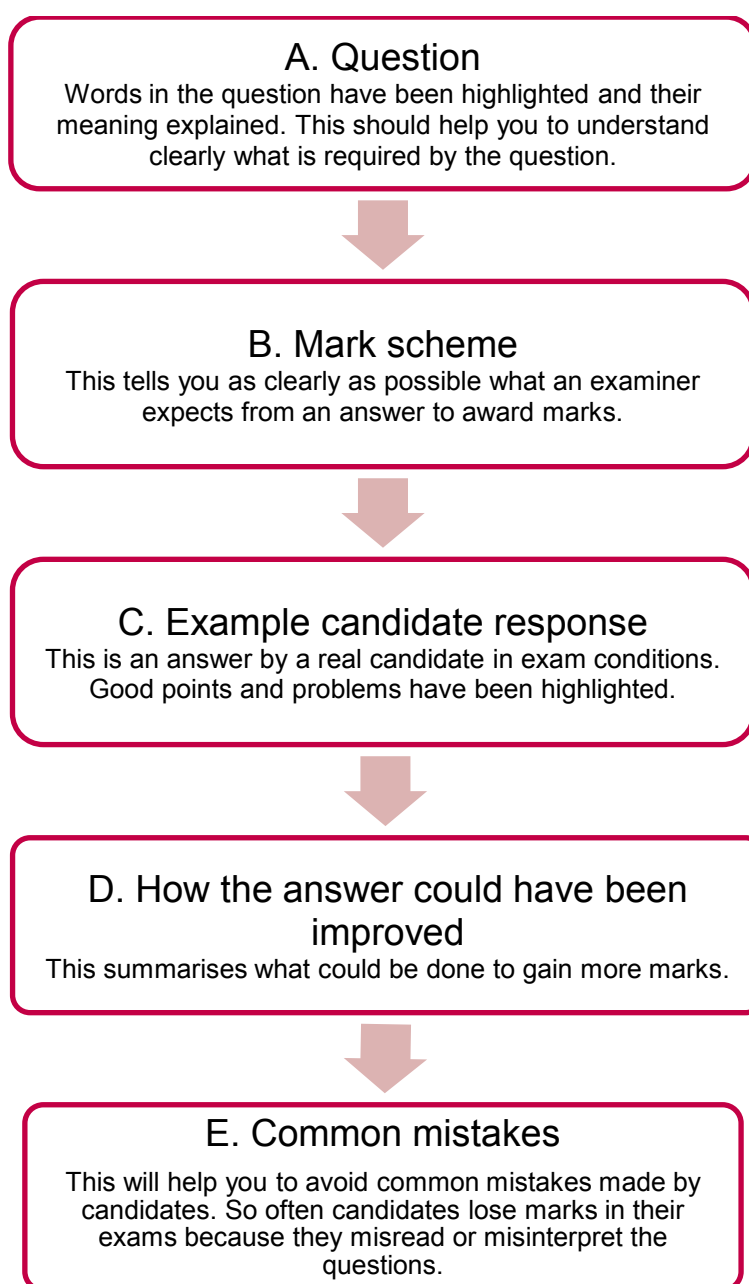 A. Question
Words in the question have been highlighted and their
meaning explained. This should help you to understand
clearly what is required by the question.
B. Mark scheme
This tells you as clearly as possible what an examiner
expects from an answer to award marks.
C. Example candidate response
This is an answer by a real candidate in exam conditions.
Good points and problems have been highlighted.
D. How the answer could have been
improved
This summarises what could be done to gain more marks.
E. Common mistakes
This will help you to avoid common mistakes made by
candidates. So often candidates lose marks in their
exams because they misread or misinterpret the
questions.